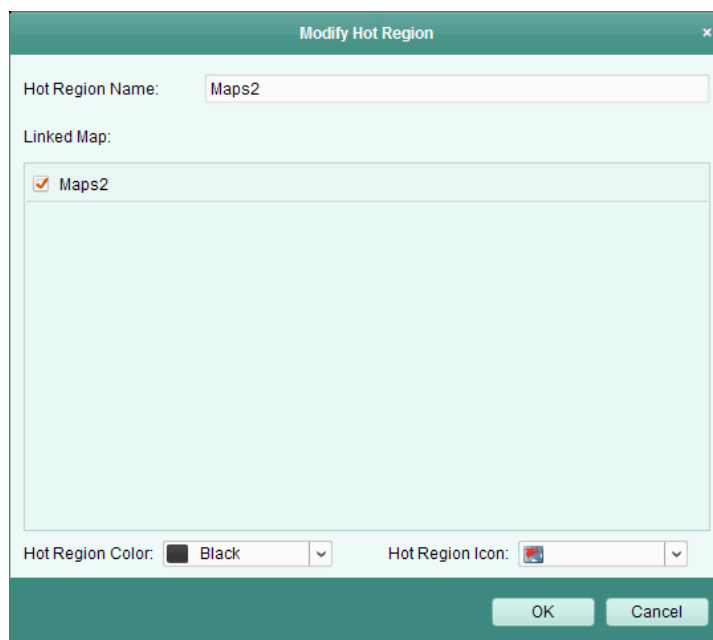 Modify Hot Region
Hot Region Name: Maps2
Linked Map:
Maps2
Hot Region Color: Black Hot Region Icon:
OK Cancel